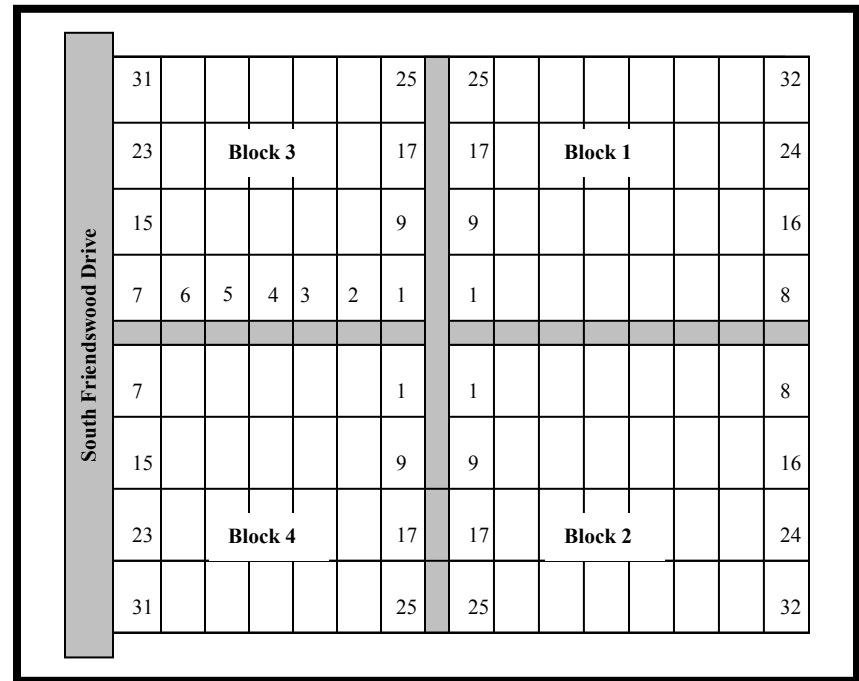 South Friendswood Drive
31 25 25 32
23 Block 3 17 17 Block 1 24
15 9 9 16
7 6 5 4 3 2 1 1 8
7 1 1 8
15 9 9 16
23 Block 4 17 17 Block 2 24
31 25 25 32